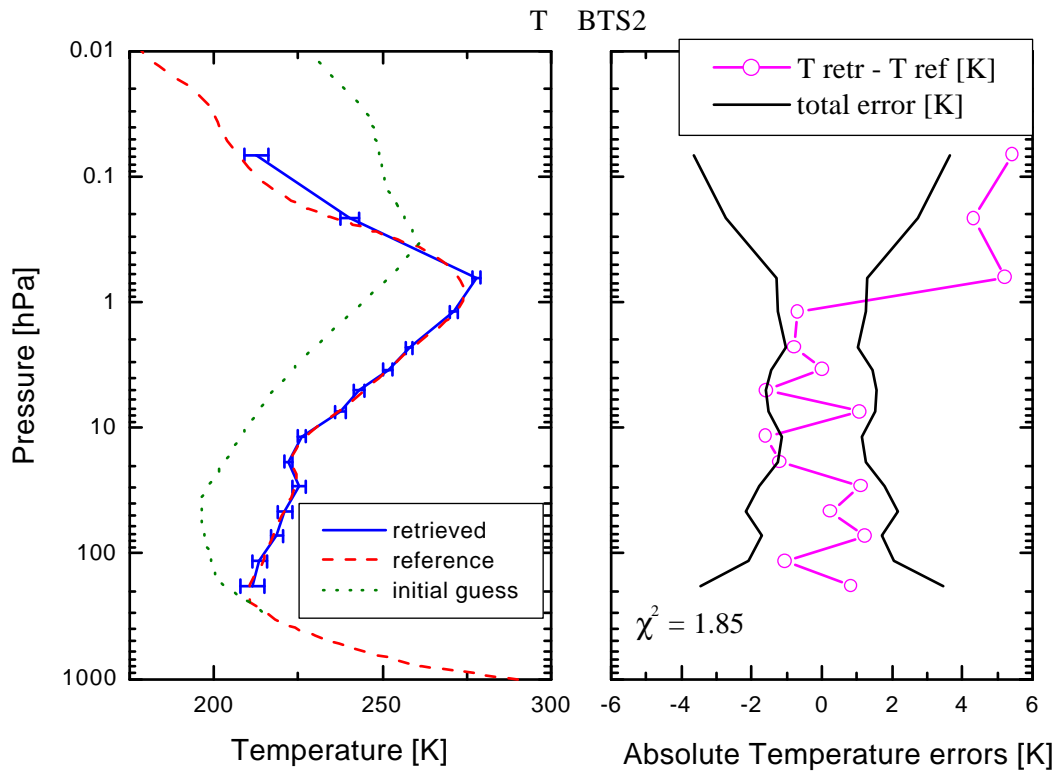 T BTS2
T retr - T ref [K]
total error [K]
0.01
0.1
1
10
100
1000
Pressure [hPa]
retrieved
reference
initial guess
χ² = 1.85
200 250 300
-6 -4 -2 0 2 4 6
Temperature [K]
Absolute Temperature errors [K]